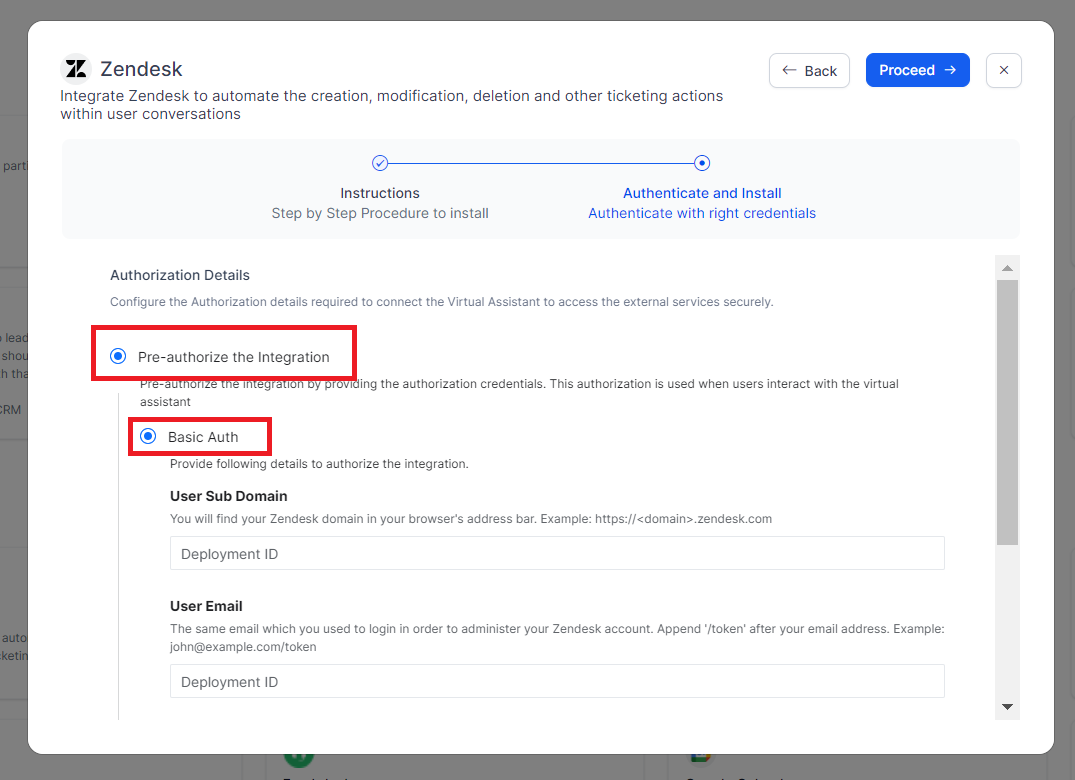 Zendesk
Back
Proceed
Integrate Zendesk to automate the creation, modification, deletion and other ticketing actions
within user conversations
Instructions
Step by Step Procedure to install
Authenticate and Install
Authenticate with right credentials
Authorization Details
Configure the Authorization details required to connect the Virtual Assistant to access the external services securely.
Pre-authorize the Integration
Pre-authorize the integration by providing the authorization credentials. This authorization is used when users interact with the virtual
assistant
Basic Auth
Provide following details to authorize the integration.
User Sub Domain
You will find your Zendesk domain in your browser's address bar. Example: https://<domain>.zendesk.com
Deployment ID
User Email
The same email which you used to login in order to administer your Zendesk account. Append '/token' after your email address. Example:
john@example.com/token
Deployment ID